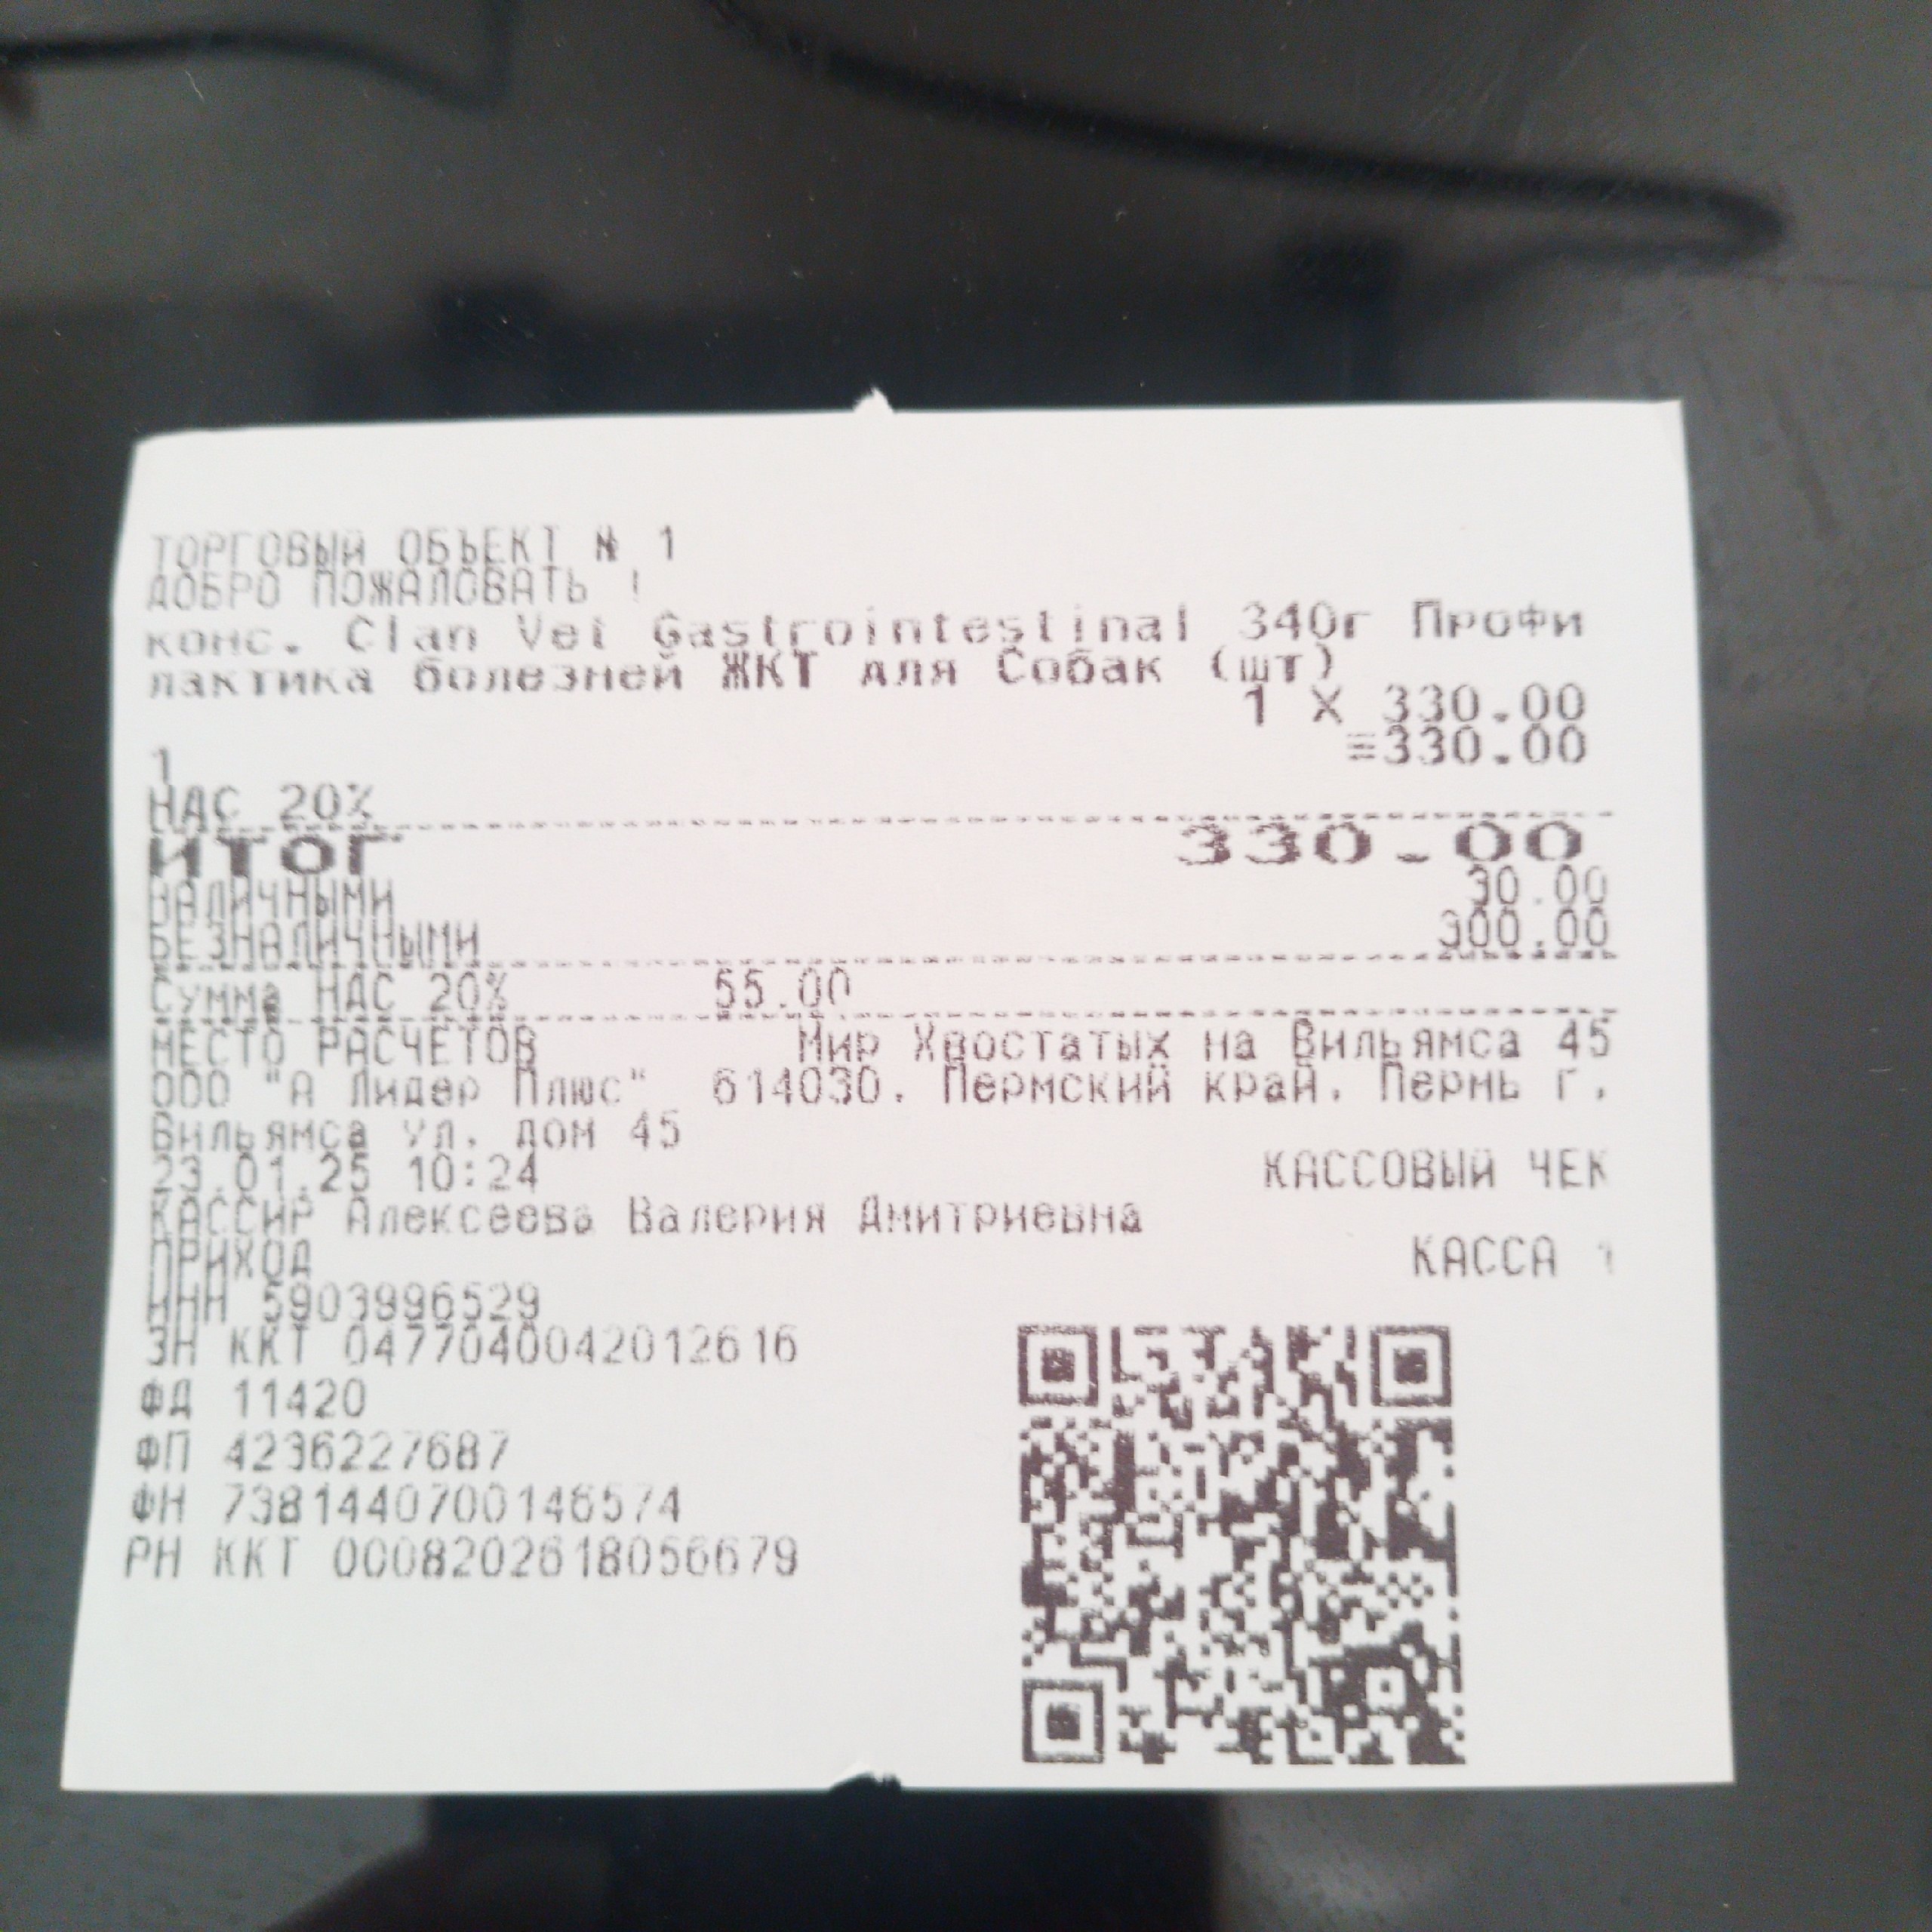 ТОРГОВЫЙ ОБЪЕКТ № 1
ДОБРО ПОЖАЛОВАТЬ !
конс. Clan Vet Gastrointestinal 340г Профи
лактика болезней ЖКТ для Собак (шт)
1 X 330.00
1 ≡330.00
НДС 20%
ИТОГ 330.00
НАЛИЧНЫМИ 30.00
БЕЗНАЛИЧНЫМИ 300.00
Сумма НДС 20% 55.00
МЕСТО РАСЧЕТОВ Мир Хвостатых на Вильямса 45
ООО "А Лидер Плюс" 614030. Пермский край. Пермь г.
Вильямса ул. дом 45
23.01.25 10:24 КАССОВЫЙ ЧЕК
КАССИР Алексеева Валерия Дмитриевна
ПРИХОД КАССА 1
ИНН 5903996529
ЗН ККТ 0477040042012616
ФД 11420
ФП 4236227687
ФН 7381440700146574
РН ККТ 0008202618056679